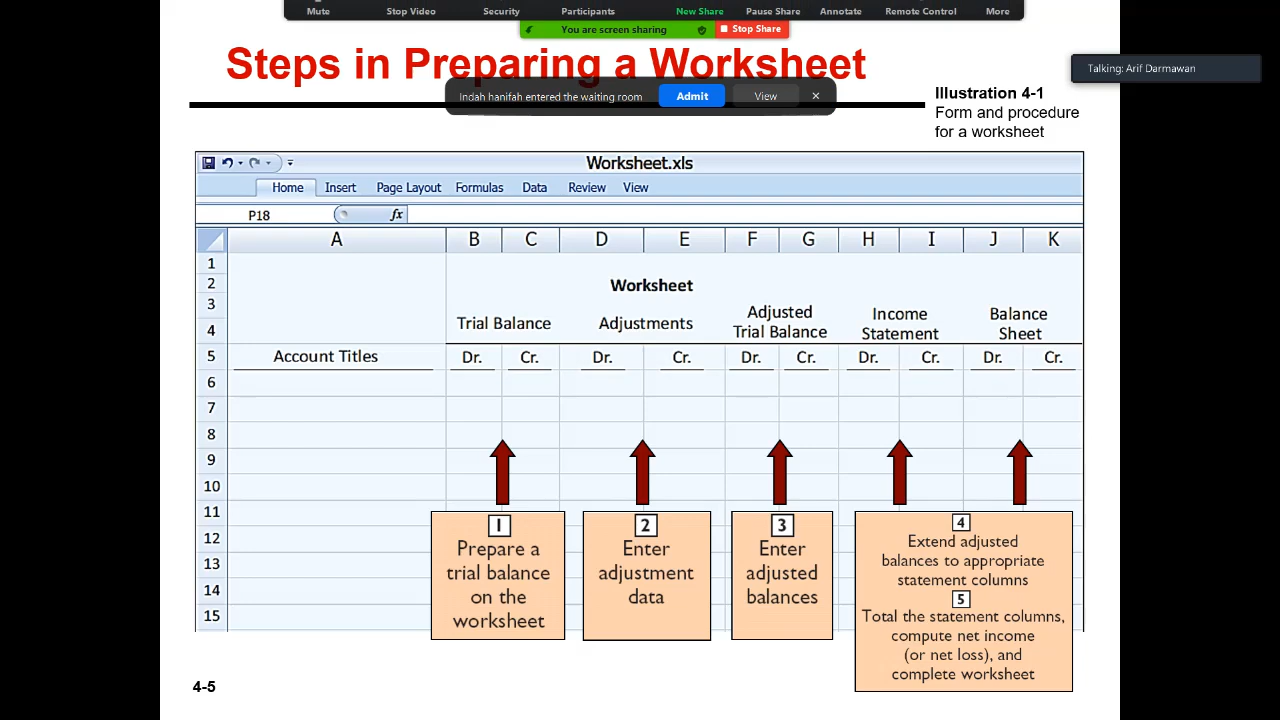 Mute Stop Video Security Participants New Share Pause Share Annotate Remote Control More
You are screen sharing Stop Share
Steps in Preparing a Worksheet
Talking: Arif Darmawan
Indah hanifah entered the waiting room Admit View
Illustration 4-1
Form and procedure
for a worksheet
Worksheet.xls
Home Insert Page Layout Formulas Data Review View
P18 fx
A B C D E F G H I J K
1
2 Worksheet
3 Adjusted Income Balance
4 Trial Balance Adjustments Trial Balance Statement Sheet
5 Account Titles Dr. Cr. Dr. Cr. Dr. Cr. Dr. Cr. Dr. Cr.
6
7
8
9
10
11
12
13
14
15
1
Prepare a
trial balance
on the
worksheet
2
Enter
adjustment
data
3
Enter
adjusted
balances
4
Extend adjusted
balances to appropriate
statement columns
5
Total the statement columns,
compute net income
(or net loss), and
complete worksheet
4-5